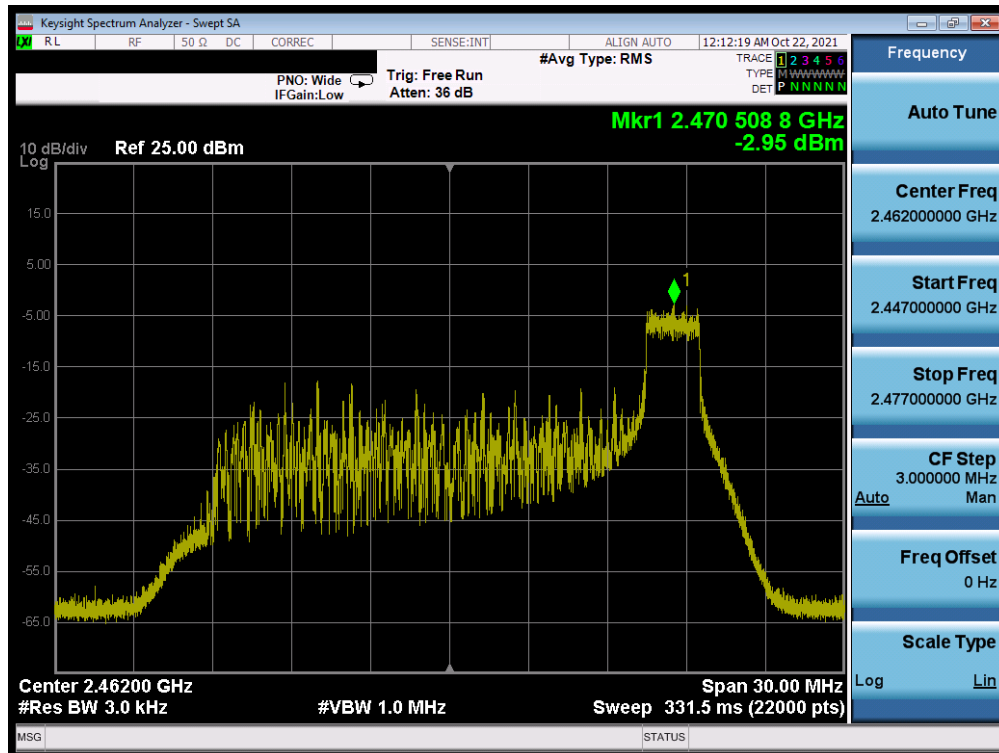 Keysight Spectrum Analyzer - Swept SA
LXI RL RF 50 Ω DC CORREC SENSE:INT ALIGN AUTO 12:12:19 AM Oct 22, 2021
PNO: Wide
IFGain:Low
Trig: Free Run
Atten: 36 dB
#Avg Type: RMS
TRACE 1 2 3 4 5 6
TYPE M W W W W W
DET P N N N N N
Mkr1 2.470 508 8 GHz
-2.95 dBm
10 dB/div Ref 25.00 dBm
Log
15.0
5.00
-5.00
-15.0
-25.0
-35.0
-45.0
-55.0
-65.0
1
Center 2.46200 GHz Span 30.00 MHz
#Res BW 3.0 kHz #VBW 1.0 MHz Sweep 331.5 ms (22000 pts)
MSG STATUS
Frequency
Auto Tune
Center Freq
2.462000000 GHz
Start Freq
2.447000000 GHz
Stop Freq
2.477000000 GHz
CF Step
3.000000 MHz
Auto Man
Freq Offset
0 Hz
Scale Type
Log Lin